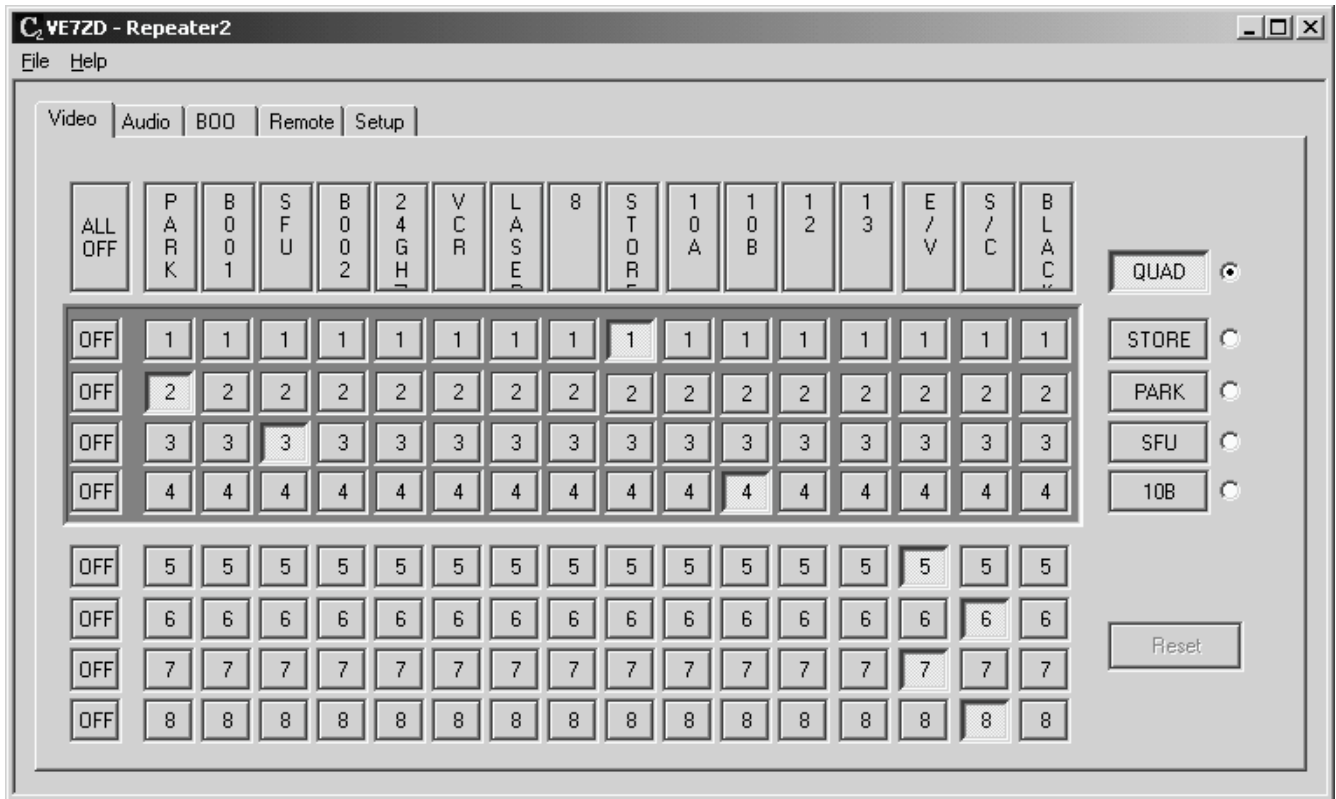 C2 VE7ZD - Repeater2
File Help
Video Audio BOO Remote Setup
ALL OFF PARK B001 SFU B002 24GHZ VCR LASER 8 STORE 10A 10B 12 13 E/V S/C BLACK
QUAD
OFF 1 1 1 1 1 1 1 1 1 1 1 1 1 1 1 1 STORE
OFF 2 2 2 2 2 2 2 2 2 2 2 2 2 2 2 2 PARK
OFF 3 3 3 3 3 3 3 3 3 3 3 3 3 3 3 3 SFU
OFF 4 4 4 4 4 4 4 4 4 4 4 4 4 4 4 4 10B
OFF 5 5 5 5 5 5 5 5 5 5 5 5 5 5 5 5
OFF 6 6 6 6 6 6 6 6 6 6 6 6 6 6 6 6
Reset
OFF 7 7 7 7 7 7 7 7 7 7 7 7 7 7 7 7
OFF 8 8 8 8 8 8 8 8 8 8 8 8 8 8 8 8